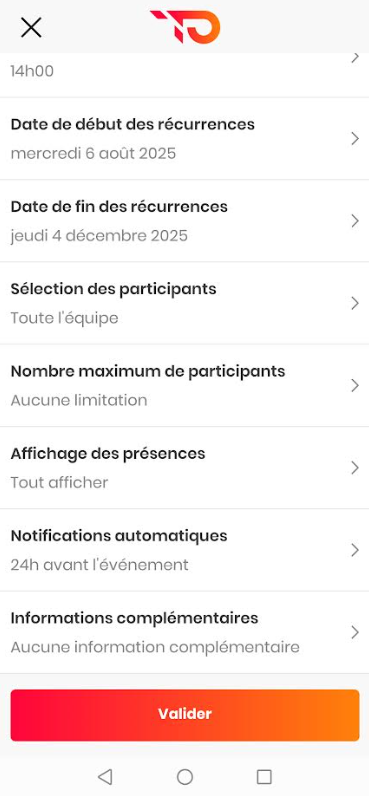 14h00
Date de début des récurrences
mercredi 6 août 2025
Date de fin des récurrences
jeudi 4 décembre 2025
Sélection des participants
Toute l'équipe
Nombre maximum de participants
Aucune limitation
Affichage des présences
Tout afficher
Notifications automatiques
24h avant l'événement
Informations complémentaires
Aucune information complémentaire
Valider